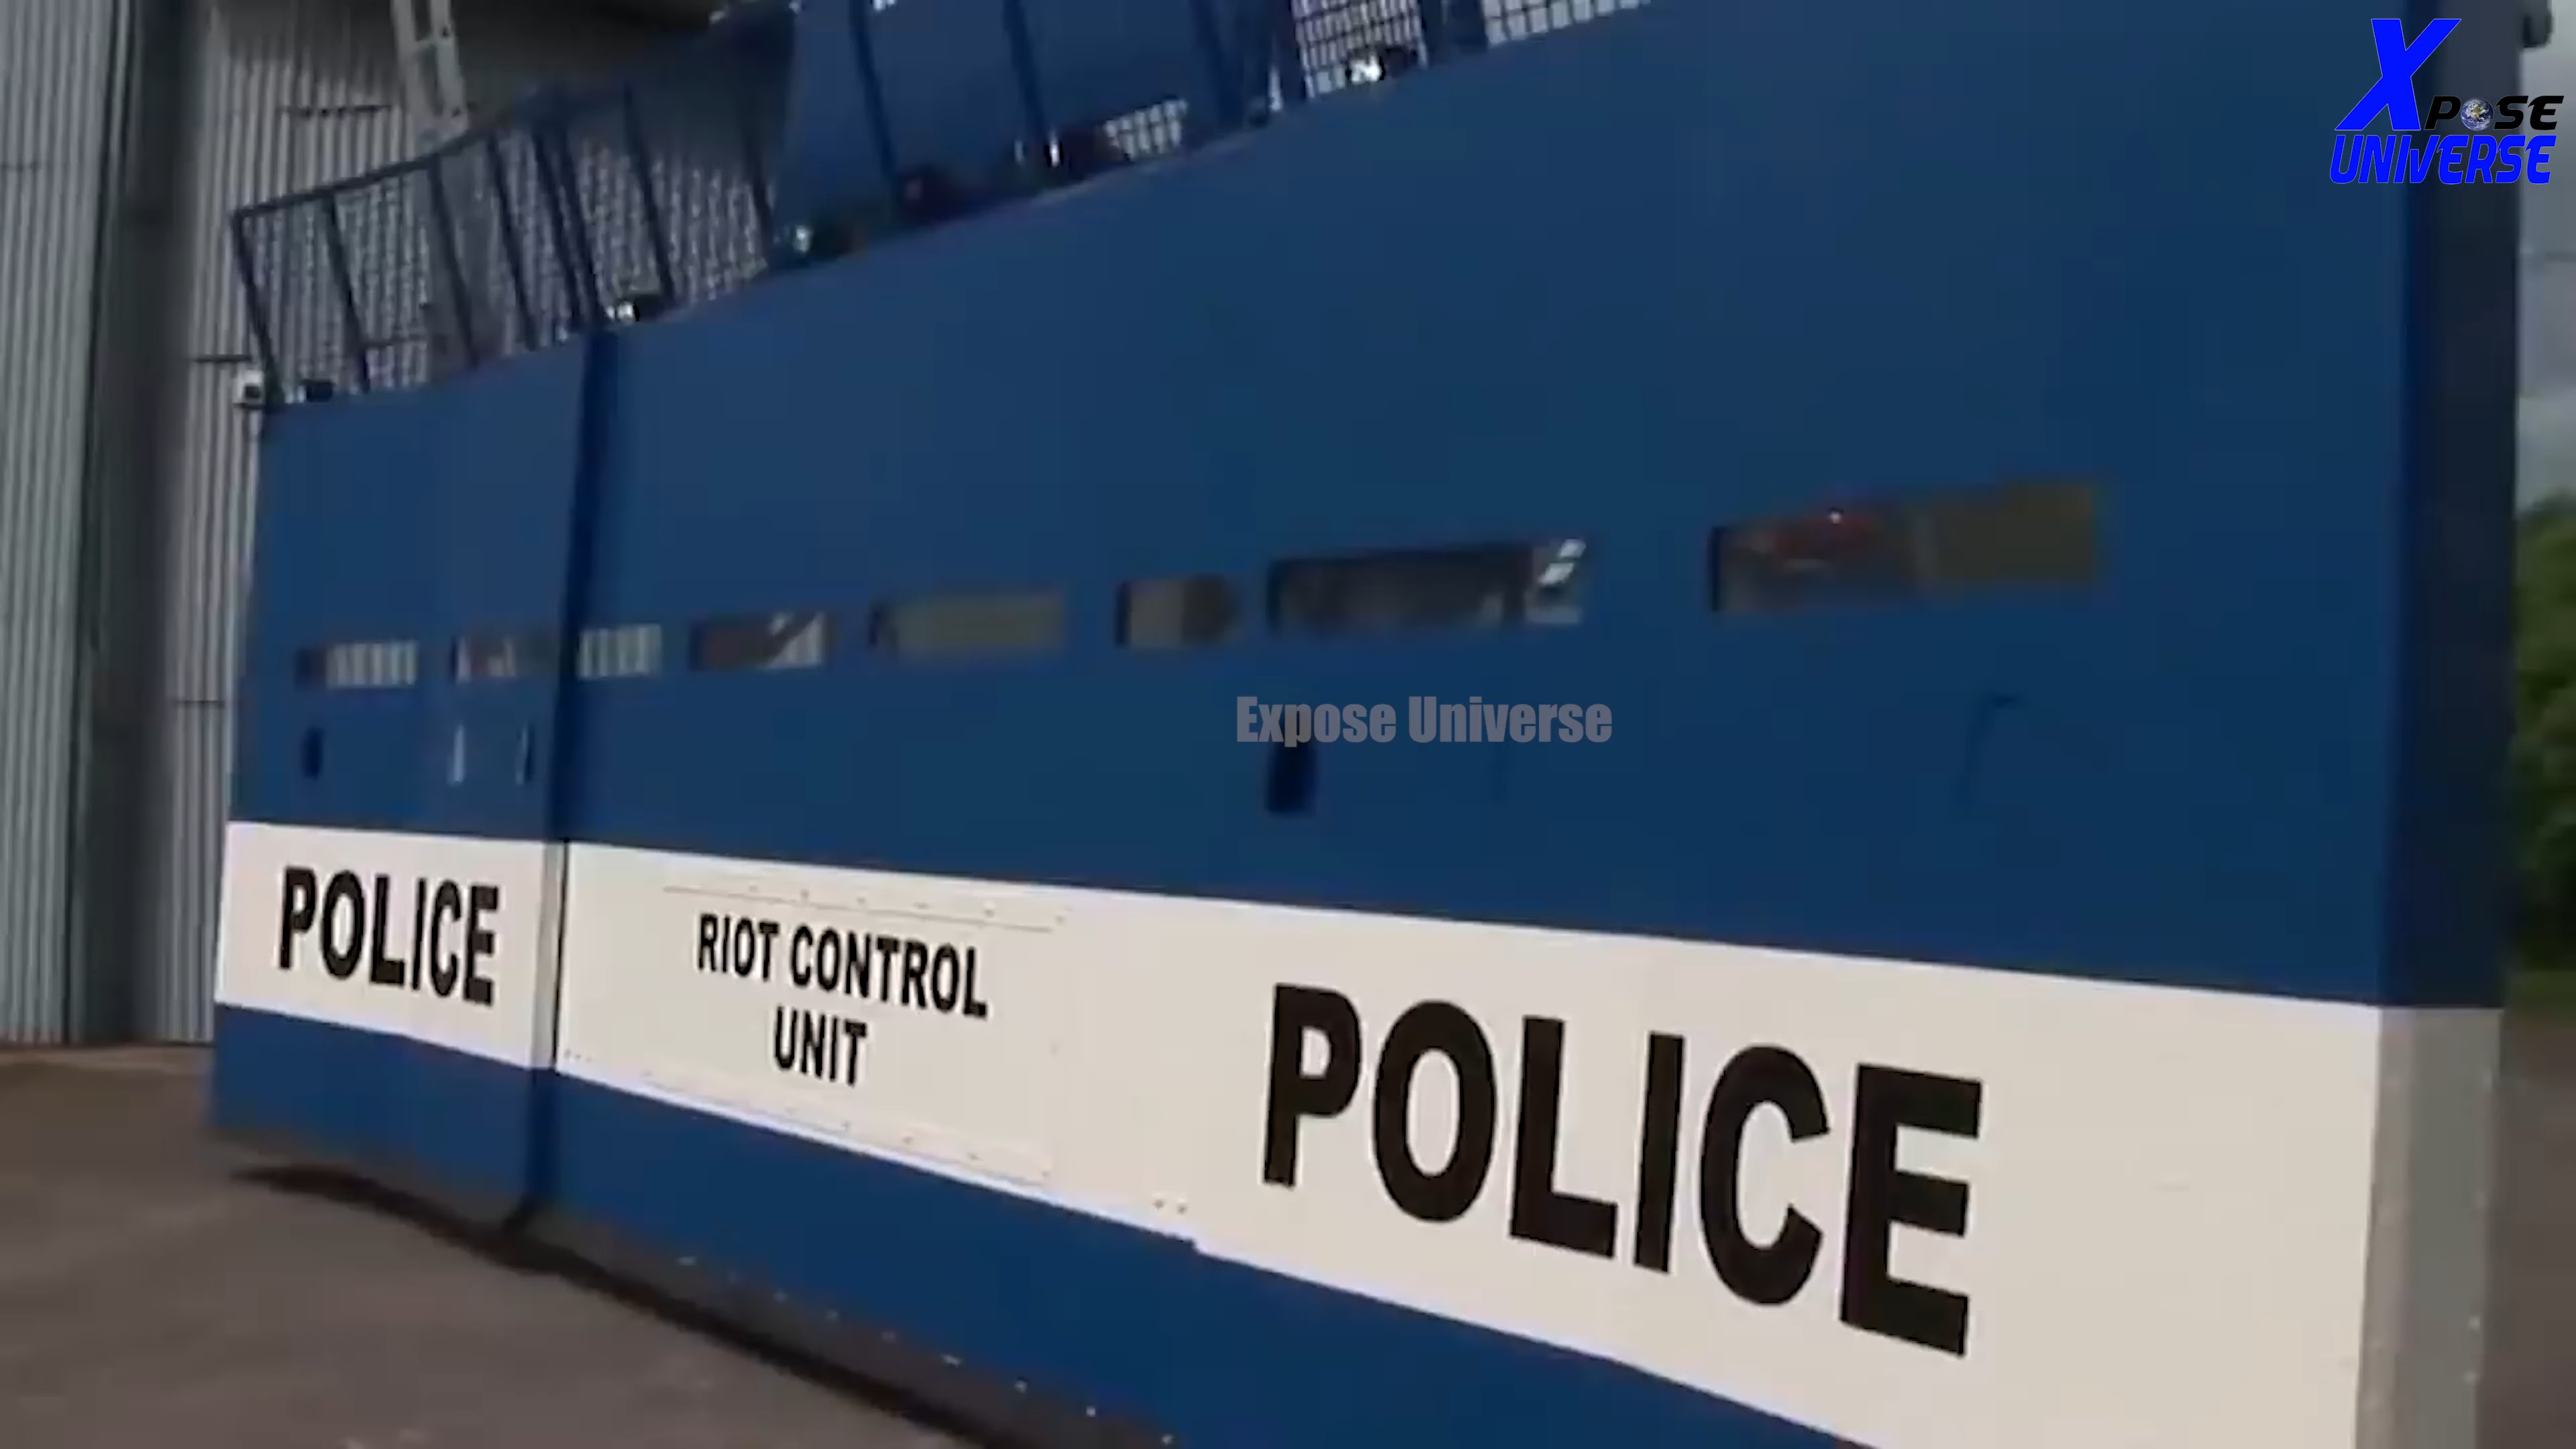 XPOSE
UNIVERSE
Expose Universe
POLICE
RIOT CONTROL
UNIT
POLICE